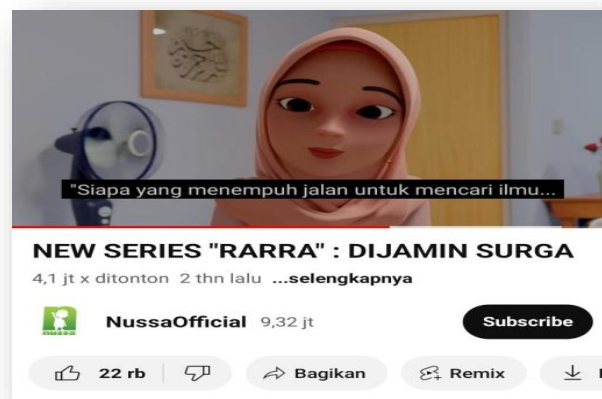 "Siapa yang menempuh jalan untuk mencari ilmu...
NEW SERIES "RARRA" : DIJAMIN SURGA
4,1 jt x ditonton 2 thn lalu ...selengkapnya
nussa
NussaOfficial 9,32 jt
Subscribe
22 rb
Bagikan
Remix